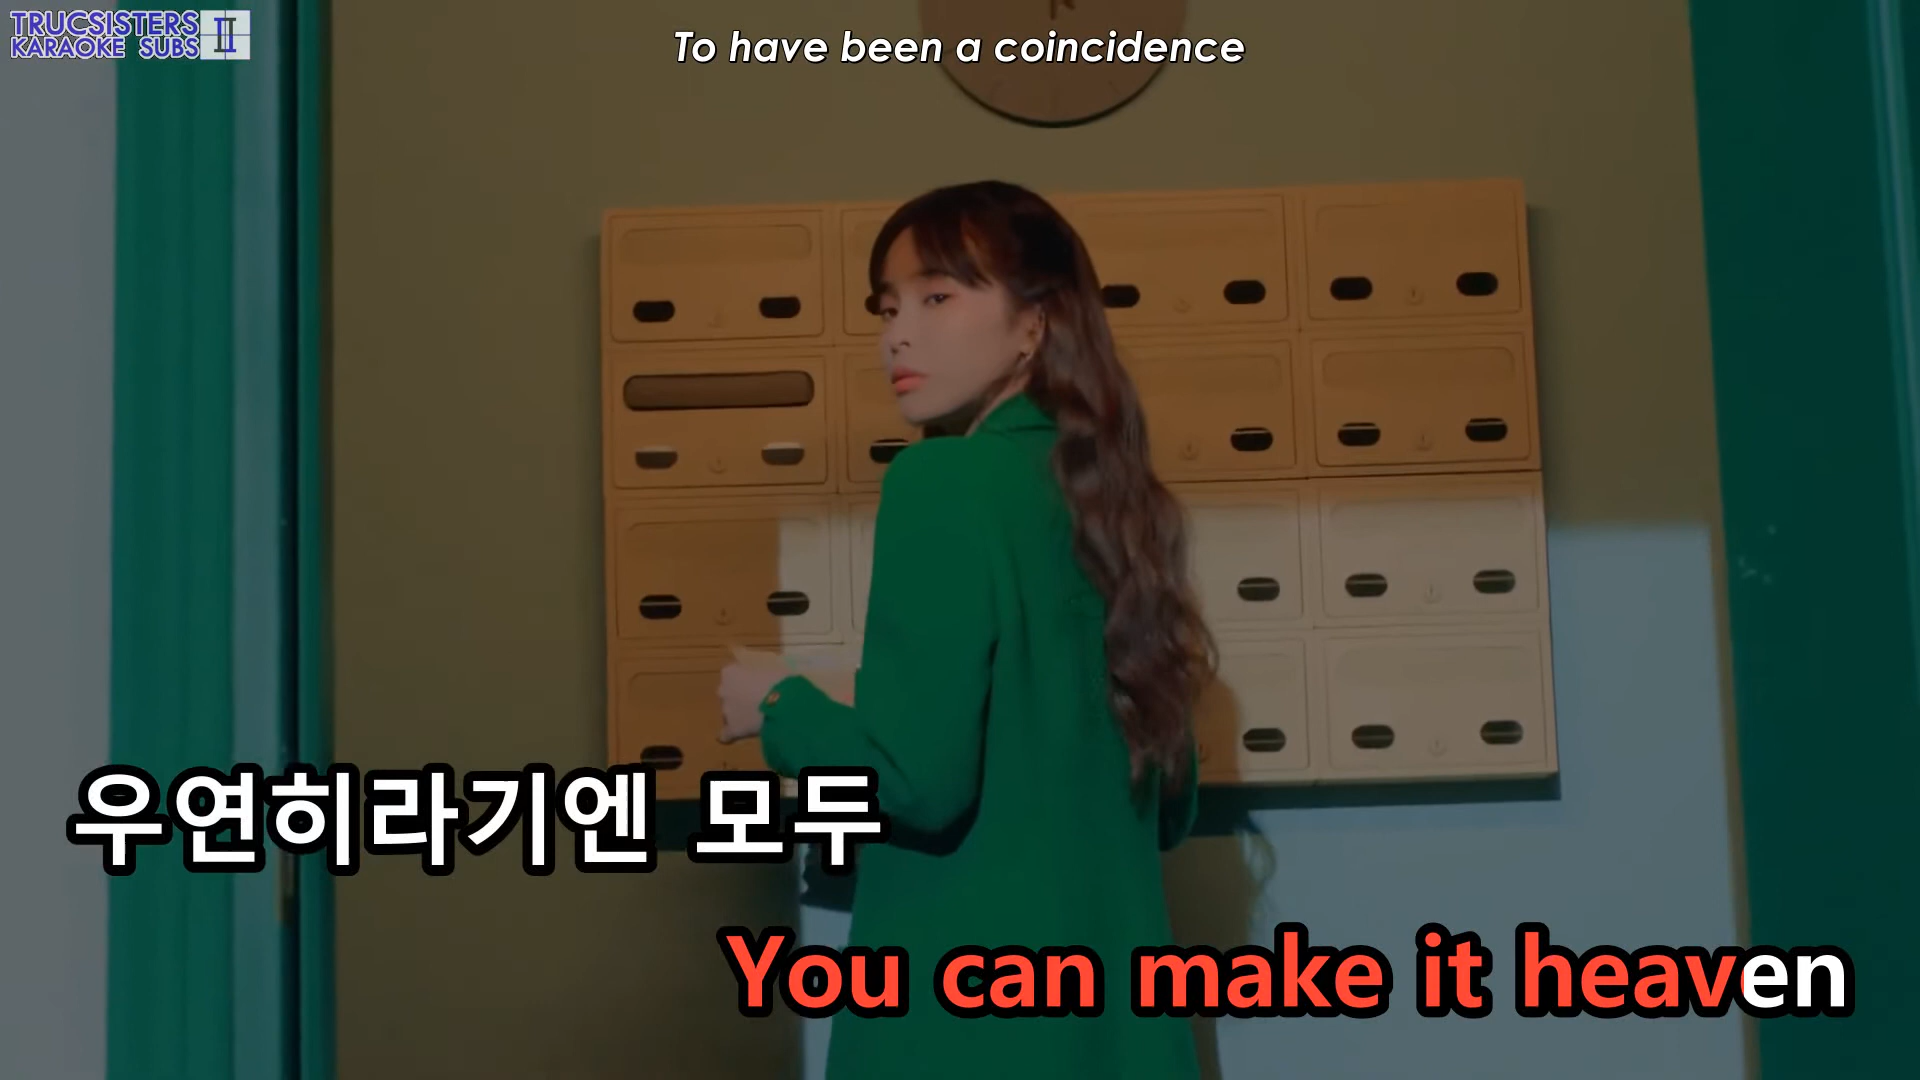 TRUCSISTERS
KARAOKE SUBS II
To have been a coincidence
우연히라기엔 모두
You can make it heaven